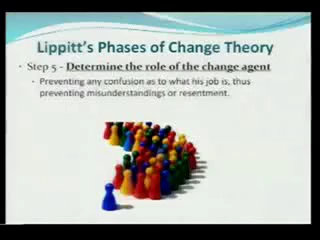 Lippitt's Phases of Change Theory
• Step 5 - Determine the role of the change agent
• Preventing any confusion as to what his job is, thus
preventing misunderstandings or resentment.